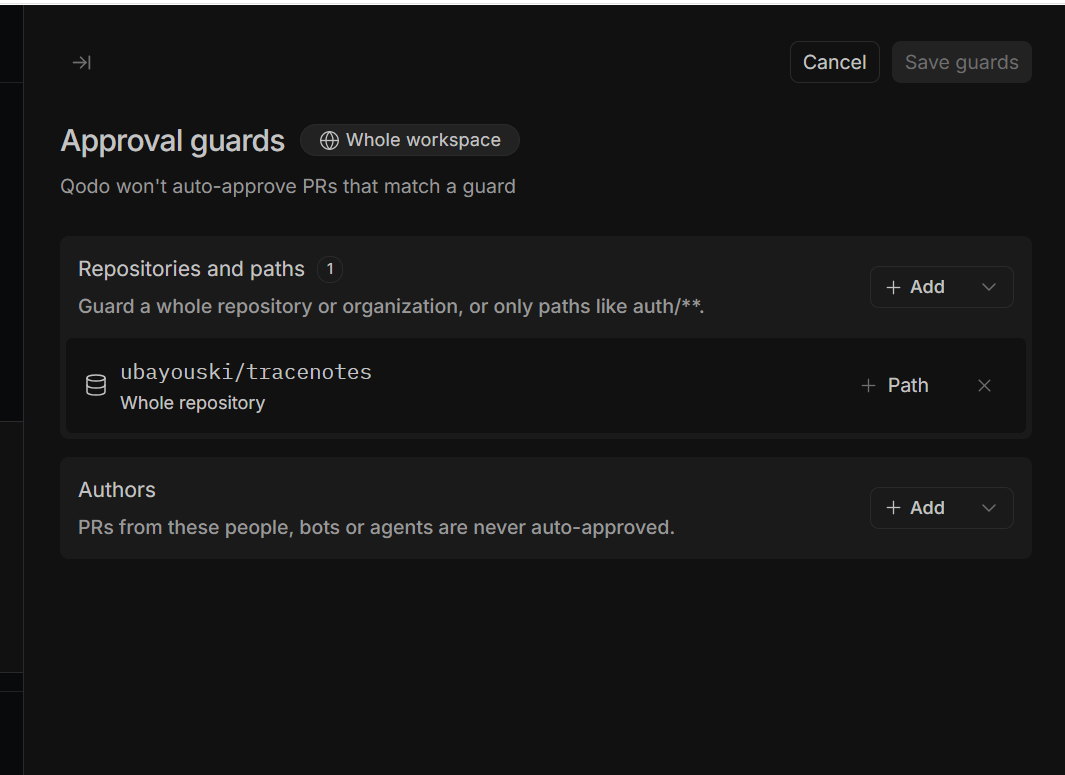 Cancel
Save guards
Approval guards
Whole workspace
Qodo won't auto-approve PRs that match a guard
Repositories and paths 1
Guard a whole repository or organization, or only paths like auth/**.
+ Add
ubayouski/tracenotes
Whole repository
+ Path
Authors
PRs from these people, bots or agents are never auto-approved.
+ Add